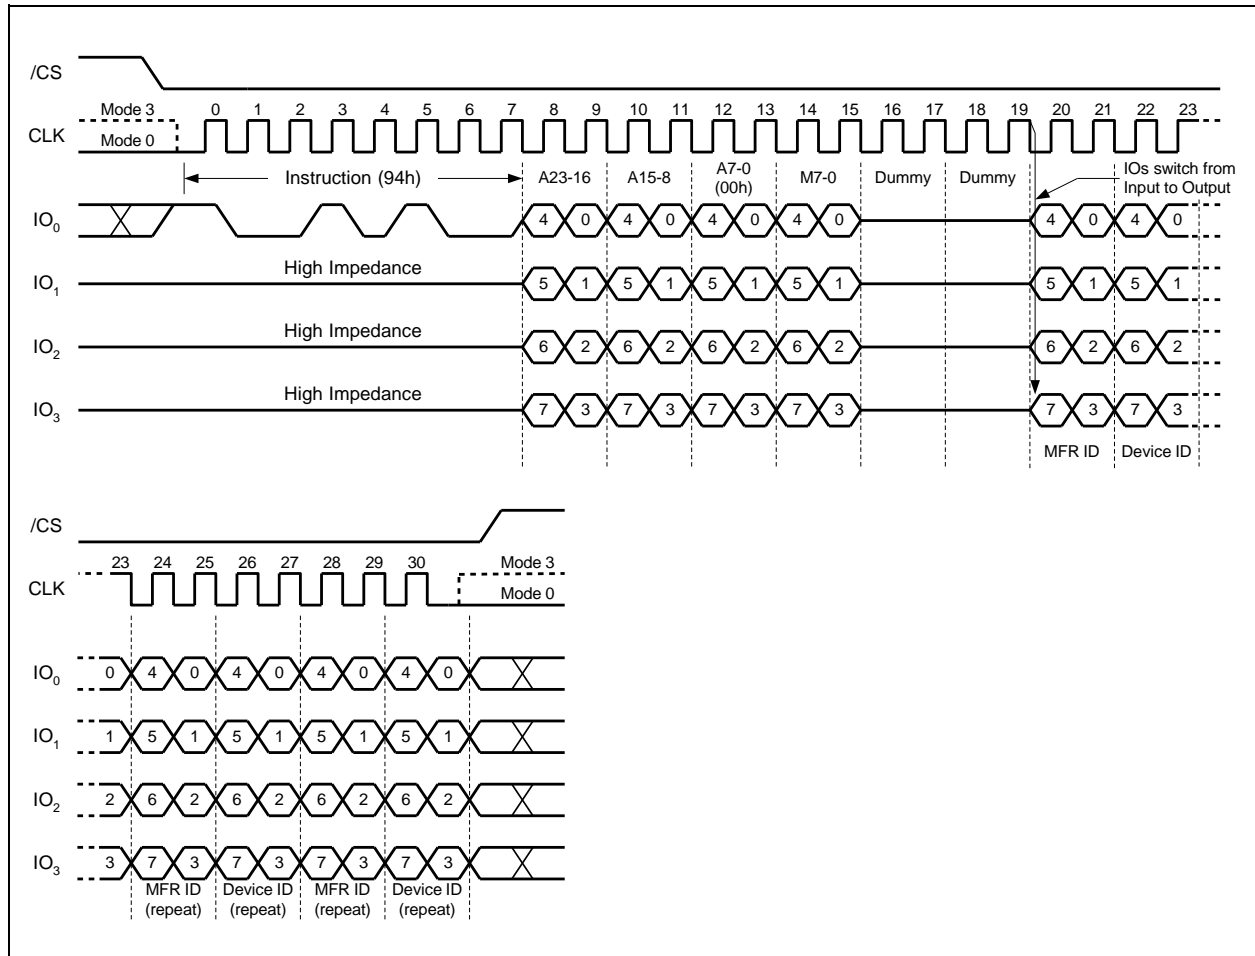 /CS
Mode 3 0 1 2 3 4 5 6 7 8 9 10 11 12 13 14 15 16 17 18 19 20 21 22 23
CLK Mode 0
Instruction (94h) A23-16 A15-8 A7-0 (00h) M7-0 Dummy Dummy IOs switch from Input to Output
IO0 4 0 4 0 4 0 4 0 4 0 4 0
High Impedance
IO1 5 1 5 1 5 1 5 1 5 1 5 1
High Impedance
IO2 6 2 6 2 6 2 6 2 6 2 6 2
High Impedance
IO3 7 3 7 3 7 3 7 3 7 3 7 3
MFR ID Device ID
/CS
23 24 25 26 27 28 29 30 Mode 3
CLK Mode 0
IO0 0 4 0 4 0 4 0 4 0
IO1 1 5 1 5 1 5 1 5 1
IO2 2 6 2 6 2 6 2 6 2
IO3 3 7 3 7 3 7 3 7 3
MFR ID Device ID MFR ID Device ID
(repeat) (repeat) (repeat) (repeat)